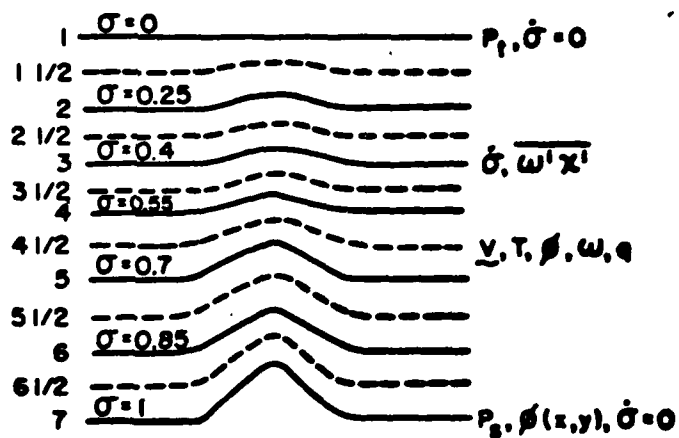 1 σ=0 P_t, σ̇=0
1 1/2
2 σ=0.25
2 1/2
3 σ=0.4 σ̇, \overline{ω'χ'}
3 1/2
4 σ=0.55
4 1/2 V, T, ϕ, ω, q
5 σ=0.7
5 1/2
6 σ=0.85
6 1/2
7 σ=1 P_s, ϕ(x,y), σ̇=0